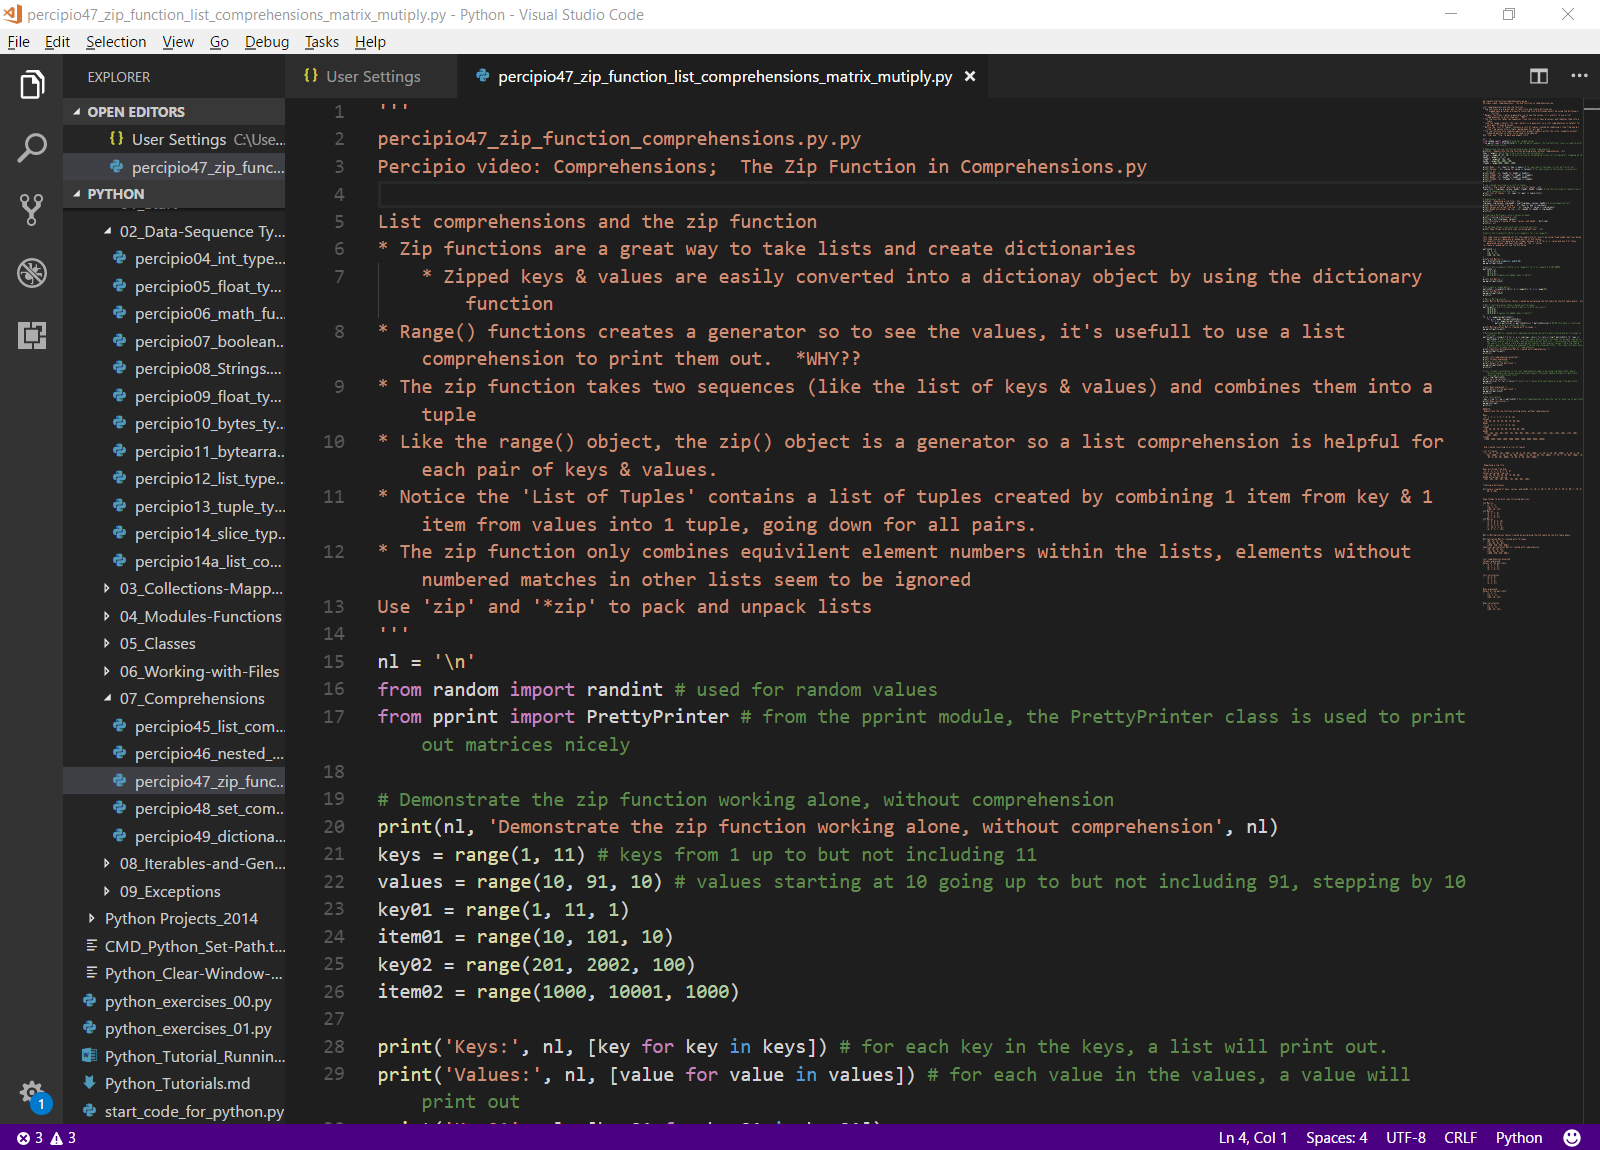 percipio47_zip_function_list_comprehensions_matrix_mutiply.py - Python - Visual Studio Code
File Edit Selection View Go Debug Tasks Help
EXPLORER
OPEN EDITORS
{} User Settings C:\Use...
percipio47_zip_func...
PYTHON
02_Data-Sequence Ty...
percipio04_int_type...
percipio05_float_ty...
percipio06_math_fu...
percipio07_boolean...
percipio08_Strings....
percipio09_float_ty...
percipio10_bytes_ty...
percipio11_bytearra...
percipio12_list_type...
percipio13_tuple_ty...
percipio14_slice_typ...
percipio14a_list_co...
03_Collections-Mapp...
04_Modules-Functions
05_Classes
06_Working-with-Files
07_Comprehensions
percipio45_list_com...
percipio46_nested_...
percipio47_zip_func...
percipio48_set_com...
percipio49_dictiona...
08_Iterables-and-Gen...
09_Exceptions
Python Projects_2014
CMD_Python_Set-Path.t...
Python_Clear-Window-...
python_exercises_00.py
python_exercises_01.py
Python_Tutorial_Runnin...
Python_Tutorials.md
start_code_for_python.py
1
{} User Settings
percipio47_zip_function_list_comprehensions_matrix_mutiply.py ×
1 '''
2 percipio47_zip_function_comprehensions.py.py
3 Percipio video: Comprehensions;  The Zip Function in Comprehensions.py
4
5 List comprehensions and the zip function
6 * Zip functions are a great way to take lists and create dictionaries
7 * Zipped keys & values are easily converted into a dictionay object by using the dictionary
function
8 * Range() functions creates a generator so to see the values, it's usefull to use a list
comprehension to print them out.  *WHY??
9 * The zip function takes two sequences (like the list of keys & values) and combines them into a
tuple
10 * Like the range() object, the zip() object is a generator so a list comprehension is helpful for
each pair of keys & values.
11 * Notice the 'List of Tuples' contains a list of tuples created by combining 1 item from key & 1
item from values into 1 tuple, going down for all pairs.
12 * The zip function only combines equivilent element numbers within the lists, elements without
numbered matches in other lists seem to be ignored
13 Use 'zip' and '*zip' to pack and unpack lists
14 '''
15 nl = '\n'
16 from random import randint # used for random values
17 from pprint import PrettyPrinter # from the pprint module, the PrettyPrinter class is used to print
out matrices nicely
18
19 # Demonstrate the zip function working alone, without comprehension
20 print(nl, 'Demonstrate the zip function working alone, without comprehension', nl)
21 keys = range(1, 11) # keys from 1 up to but not including 11
22 values = range(10, 91, 10) # values starting at 10 going up to but not including 91, stepping by 10
23 key01 = range(1, 11, 1)
24 item01 = range(10, 101, 10)
25 key02 = range(201, 2002, 100)
26 item02 = range(1000, 10001, 1000)
27
28 print('Keys:', nl, [key for key in keys]) # for each key in the keys, a list will print out.
29 print('Values:', nl, [value for value in values]) # for each value in the values, a value will
print out
3 3 Ln 4, Col 1 Spaces: 4 UTF-8 CRLF Python